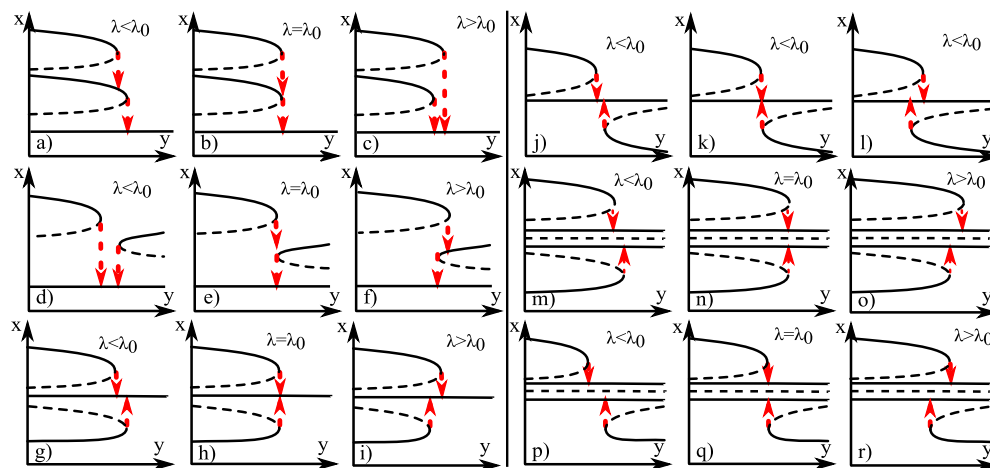 x λ<λ₀ x λ=λ₀ x λ>λ₀ x λ<λ₀ x λ<λ₀ x λ<λ₀
a) y b) y c) y j) y k) y l) y
x λ<λ₀ x λ=λ₀ x λ>λ₀ x λ<λ₀ x λ=λ₀ x λ>λ₀
d) y e) y f) y m) y n) y o) y
x λ<λ₀ x λ=λ₀ x λ>λ₀ x λ<λ₀ x λ=λ₀ x λ>λ₀
g) y h) y i) y p) y q) y r) y